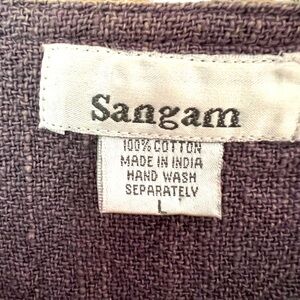 Sangam
100% COTTON
MADE IN INDIA
HAND WASH
SEPARATELY
L